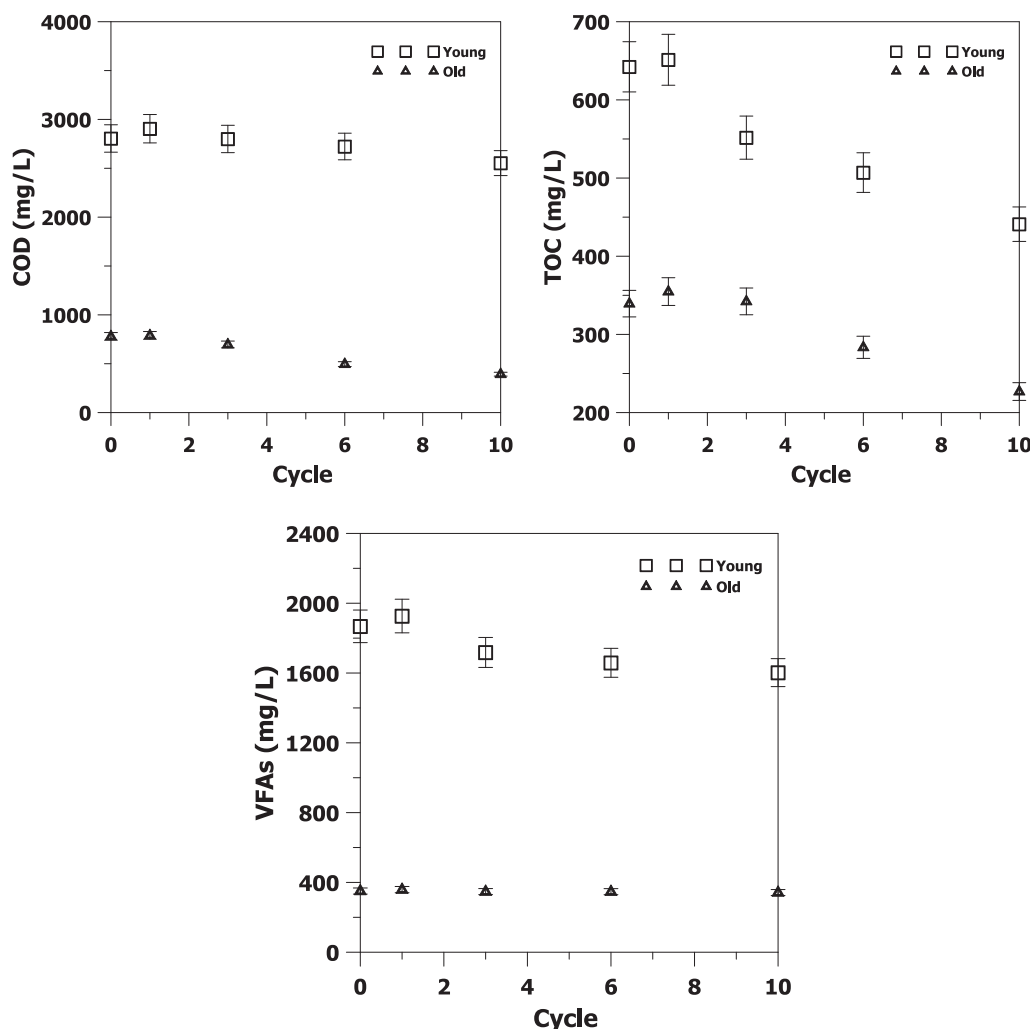 COD (mg/L)
4000
3000
2000
1000
0
Young
Old
0 2 4 6 8 10
Cycle
TOC (mg/L)
700
600
500
400
300
200
Young
Old
0 2 4 6 8 10
Cycle
VFAs (mg/L)
2400
2000
1600
1200
800
400
0
Young
Old
0 2 4 6 8 10
Cycle